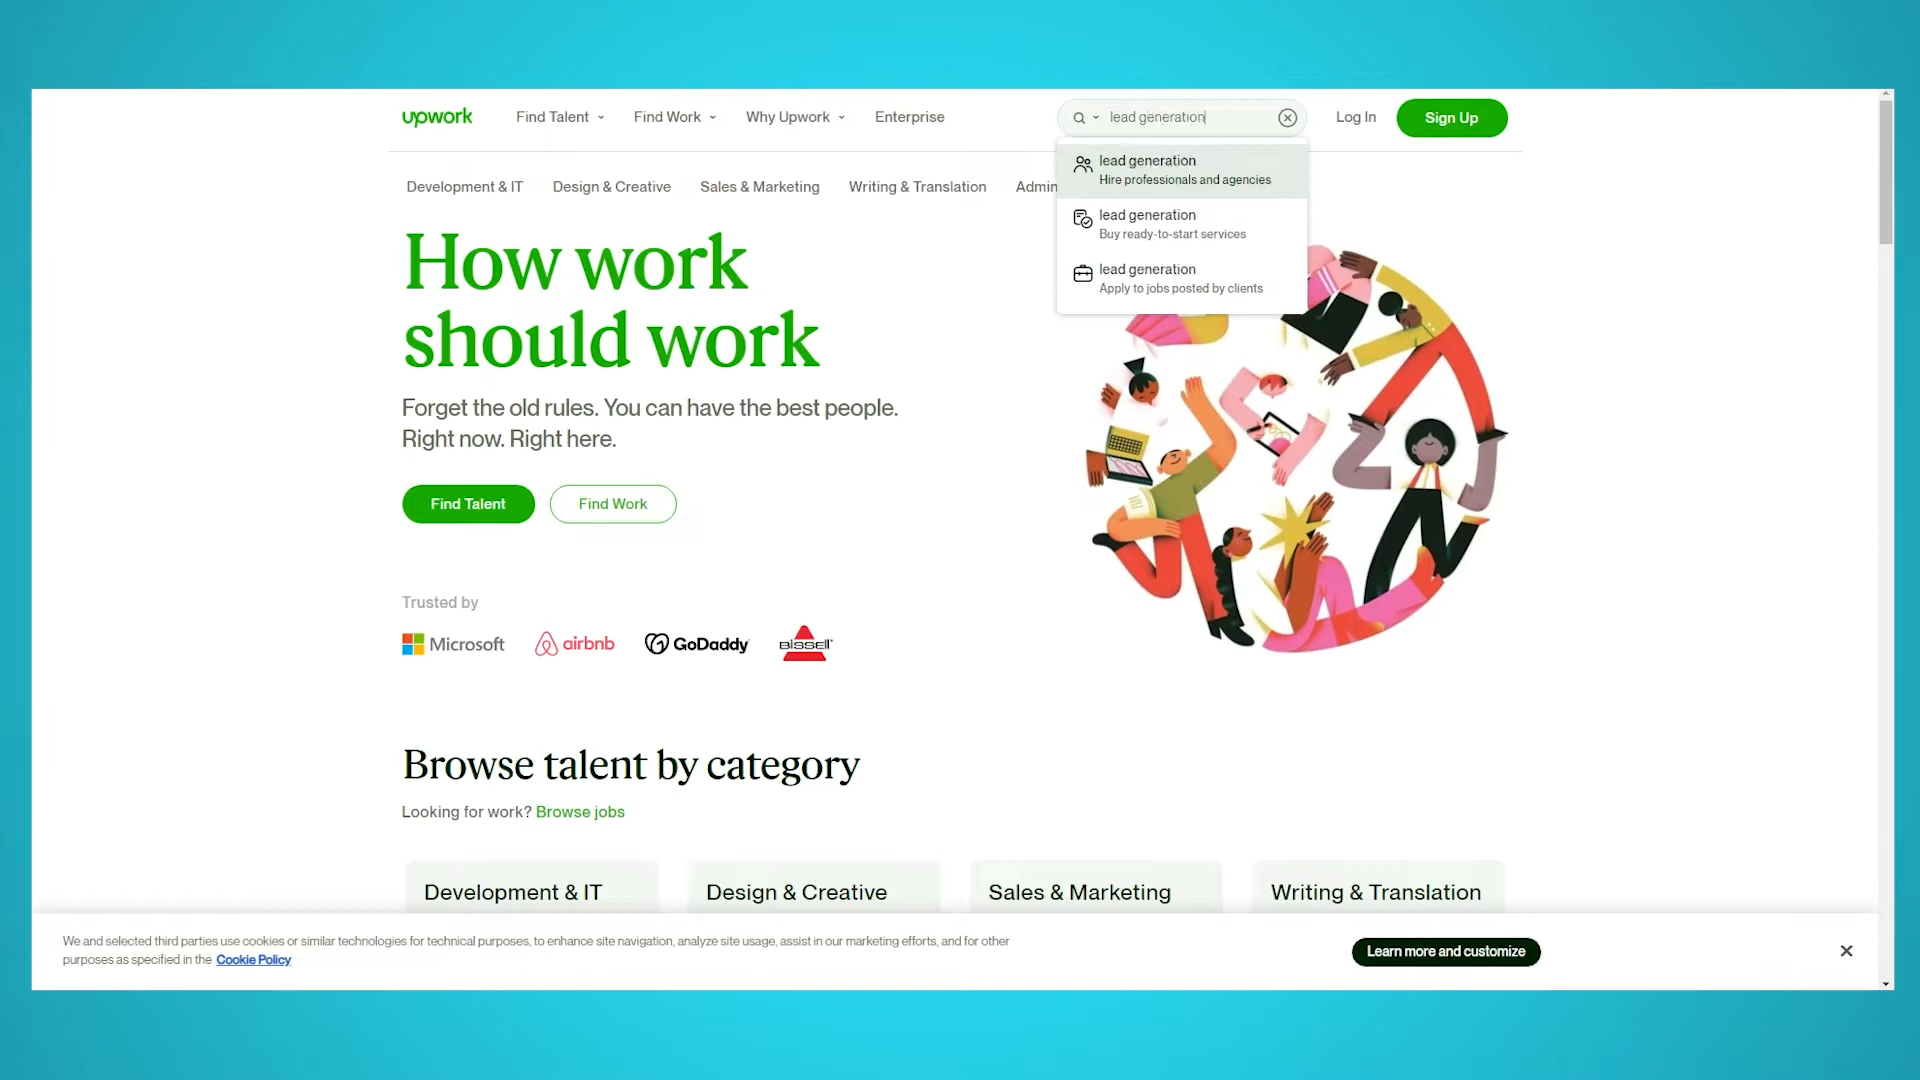 upwork
Find Talent
Find Work
Why Upwork
Enterprise
lead generation
Log In
Sign Up
lead generation
Hire professionals and agencies
lead generation
Buy ready-to-start services
lead generation
Apply to jobs posted by clients
Development & IT
Design & Creative
Sales & Marketing
Writing & Translation
Admin
How work
should work
Forget the old rules. You can have the best people.
Right now. Right here.
Find Talent
Find Work
Trusted by
Microsoft
airbnb
GoDaddy
BISSELL
Browse talent by category
Looking for work? Browse jobs
Development & IT
Design & Creative
Sales & Marketing
Writing & Translation
We and selected third parties use cookies or similar technologies for technical purposes, to enhance site navigation, analyze site usage, assist in our marketing efforts, and for other
purposes as specified in the Cookie Policy
Learn more and customize